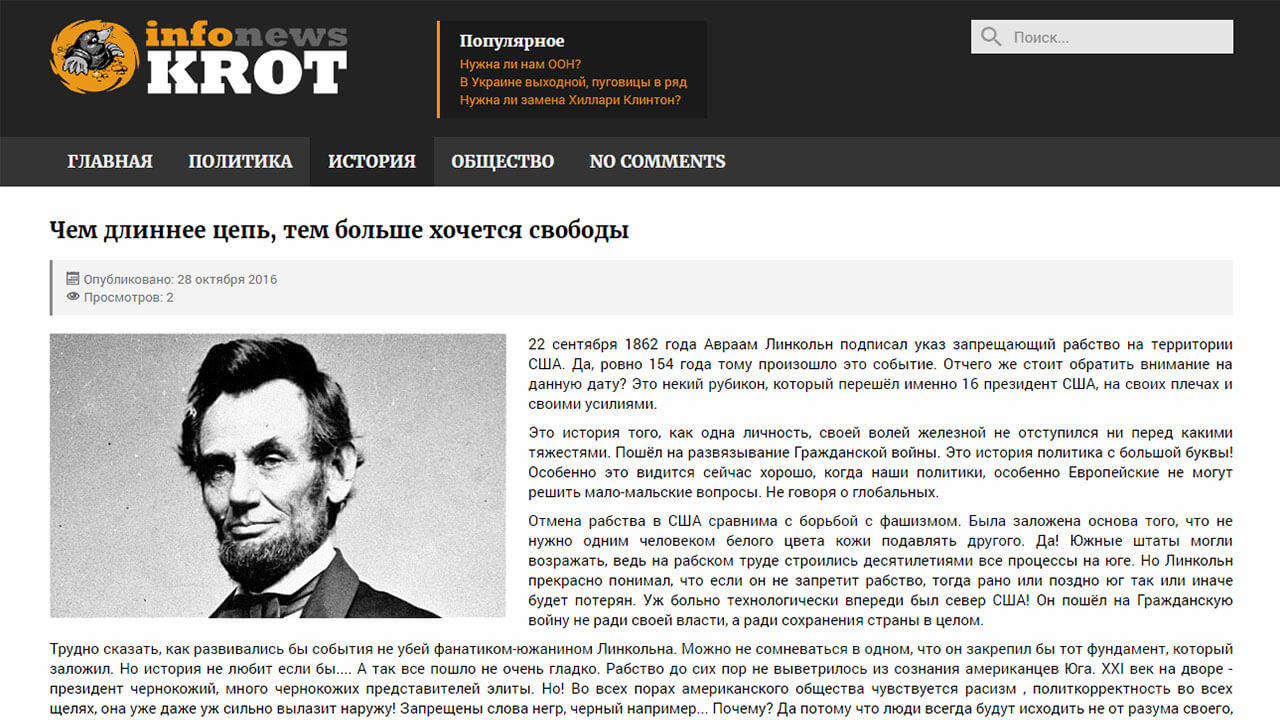 infonews
KROT
Популярное
Нужна ли нам ООН?
В Украине выходной, пуговицы в ряд
Нужна ли замена Хиллари Клинтон?
Поиск...
ГЛАВНАЯ ПОЛИТИКА ИСТОРИЯ ОБЩЕСТВО NO COMMENTS
Чем длиннее цепь, тем больше хочется свободы
Опубликовано: 28 октября 2016
Просмотров: 2
22 сентября 1862 года Авраам Линкольн подписал указ запрещающий рабство на территории
США. Да, ровно 154 года тому произошло это событие. Отчего же стоит обратить внимание на
данную дату? Это некий рубикон, который перешёл именно 16 президент США, на своих плечах и
своими усилиями.
Это история того, как одна личность, своей волей железной не отступился ни перед какими
тяжестями. Пошёл на развязывание Гражданской войны. Это история политика с большой буквы!
Особенно это видится сейчас хорошо, когда наши политики, особенно Европейские не могут
решить мало-мальские вопросы. Не говоря о глобальных.
Отмена рабства в США сравнима с борьбой с фашизмом. Была заложена основа того, что не
нужно одним человеком белого цвета кожи подавлять другого. Да! Южные штаты могли
возражать, ведь на рабском труде строились десятилетиями все процессы на юге. Но Линкольн
прекрасно понимал, что если он не запретит рабство, тогда рано или поздно юг так или иначе
будет потерян. Уж больно технологически впереди был север США! Он пошёл на Гражданскую
войну не ради своей власти, а ради сохранения страны в целом.
Трудно сказать, как развивались бы события не убей фанатиком-южанином Линкольна. Можно не сомневаться в одном, что он закрепил бы тот фундамент, который
заложил. Но история не любит если бы.... А так все пошло не очень гладко. Рабство до сих пор не выветрилось из сознания американцев Юга. XXI век на дворе -
президент чернокожий, много чернокожих представителей элиты. Но! Во всех порах американского общества чувствуется расизм , политкорректность во всех
щелях, она уже даже уж сильно вылазит наружу! Запрещены слова негр, черный например... Почему? Да потому что люди всегда будут исходить не от разума своего,